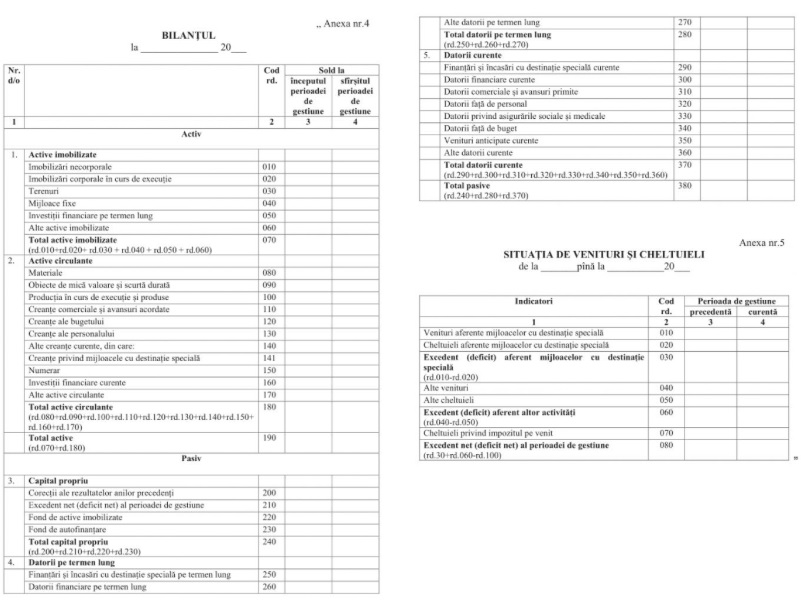 ,, Anexa nr.4
BILANȚUL
la ________________ 20___
Nr. d/o Cod rd. Sold la
începutul perioadei de gestiune sfîrșitul perioadei de gestiune
1 2 3 4
Activ
1. Active imobilizate
Imobilizări necorporale 010
Imobilizări corporale în curs de execuție 020
Terenuri 030
Mijloace fixe 040
Investiții financiare pe termen lung 050
Alte active imobilizate 060
Total active imobilizate 070
(rd.010+rd.020+ rd.030 + rd.040 + rd.050 + rd.060)
2. Active circulante
Materiale 080
Obiecte de mică valoare și scurtă durată 090
Producția în curs de execuție și produse 100
Creanțe comerciale și avansuri acordate 110
Creanțe ale bugetului 120
Creanțe ale personalului 130
Alte creanțe curente, din care: 140
Creanțe privind mijloacele cu destinație specială 141
Numerar 150
Investiții financiare curente 160
Alte active circulante 170
Total active circulante 180
(rd.080+rd.090+rd.100+rd.110+rd.120+rd.130+rd.140+rd.150+
rd.160+rd.170)
Total active 190
(rd.070+rd.180)
Pasiv
3. Capital propriu
Corecții ale rezultatelor anilor precedenți 200
Excedent net (deficit net) al perioadei de gestiune 210
Fond de active imobilizate 220
Fond de autofinanțare 230
Total capital propriu 240
(rd.200+rd.210+rd.220+rd.230)
4. Datorii pe termen lung
Finanțări și încasări cu destinație specială pe termen lung 250
Datorii financiare pe termen lung 260
Alte datorii pe termen lung 270
Total datorii pe termen lung 280
(rd.250+rd.260+rd.270)
5. Datorii curente
Finanțări și încasări cu destinație specială curente 290
Datorii financiare curente 300
Datorii comerciale și avansuri primite 310
Datorii față de personal 320
Datorii privind asigurările sociale și medicale 330
Datorii față de buget 340
Venituri anticipate curente 350
Alte datorii curente 360
Total datorii curente 370
(rd.290+rd.300+rd.310+rd.320+rd.330+rd.340+rd.350+rd.360)
Total pasive 380
(rd.240+rd.280+rd.370)
Anexa nr.5
SITUAȚIA DE VENITURI ȘI CHELTUIELI
de la _______pînă la ___________20___
Indicatori Cod rd. Perioada de gestiune
precedentă curentă
1 2 3 4
Venituri aferente mijloacelor cu destinație specială 010
Cheltuieli aferente mijloacelor cu destinație specială 020
Excedent (deficit) aferent mijloacelor cu destinație 030
specială
(rd.010-rd.020)
Alte venituri 040
Alte cheltuieli 050
Excedent (deficit) aferent altor activități 060
(rd.040-rd.050)
Cheltuieli privind impozitul pe venit 070
Excedent net (deficit net) al perioadei de gestiune 080
(rd.30+rd.060-rd.100)
"